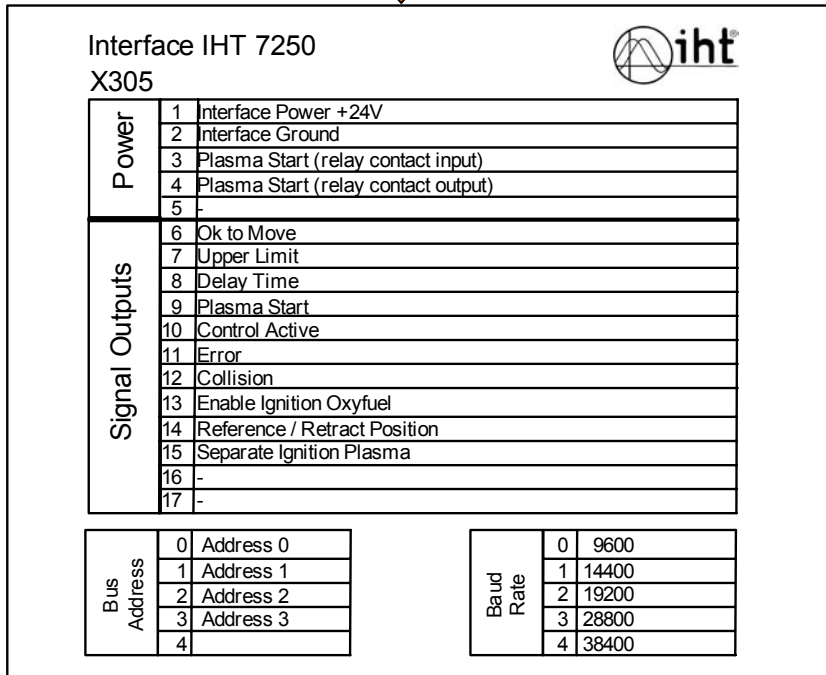 Interface IHT 7250
iht®
X305
Power
1 Interface Power +24V
2 Interface Ground
3 Plasma Start (relay contact input)
4 Plasma Start (relay contact output)
5 -
Signal Outputs
6 Ok to Move
7 Upper Limit
8 Delay Time
9 Plasma Start
10 Control Active
11 Error
12 Collision
13 Enable Ignition Oxyfuel
14 Reference / Retract Position
15 Separate Ignition Plasma
16 -
17 -
Bus
Address
0 Address 0
1 Address 1
2 Address 2
3 Address 3
4
Baud
Rate
0 9600
1 14400
2 19200
3 28800
4 38400